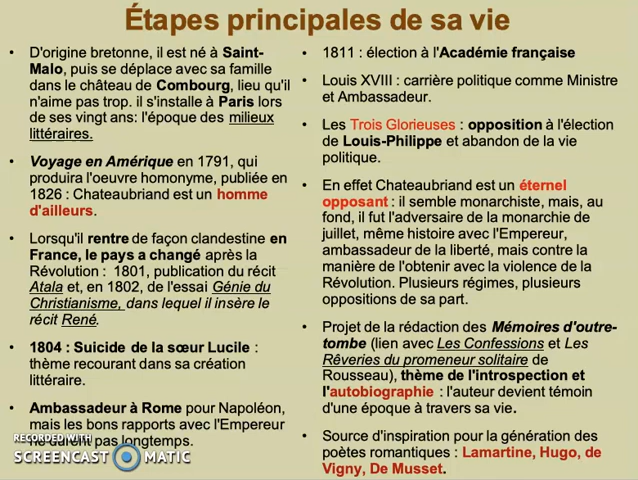 Étapes principales de sa vie
• D'origine bretonne, il est né à Saint-
Malo, puis se déplace avec sa famille
dans le château de Combourg, lieu qu'il
n'aime pas trop. il s'installe à Paris lors
de ses vingt ans: l'époque des milieux
littéraires.
• Voyage en Amérique en 1791, qui
produira l'oeuvre homonyme, publiée en
1826 : Chateaubriand est un homme
d'ailleurs.
• Lorsqu'il rentre de façon clandestine en
France, le pays a changé après la
Révolution : 1801, publication du récit
Atala et, en 1802, de l'essai Génie du
Christianisme, dans lequel il insère le
récit René.
• 1804 : Suicide de la sœur Lucile :
thème recourant dans sa création
littéraire.
• Ambassadeur à Rome pour Napoléon,
mais les bons rapports avec l'Empereur
ne durent pas longtemps.
• 1811 : élection à l'Académie française
• Louis XVIII : carrière politique comme Ministre
et Ambassadeur.
• Les Trois Glorieuses : opposition à l'élection
de Louis-Philippe et abandon de la vie
politique.
• En effet Chateaubriand est un éternel
opposant : il semble monarchiste, mais, au
fond, il fut l'adversaire de la monarchie de
juillet, même histoire avec l'Empereur,
ambassadeur de la liberté, mais contre la
manière de l'obtenir avec la violence de la
Révolution. Plusieurs régimes, plusieurs
oppositions de sa part.
• Projet de la rédaction des Mémoires d'outre-
tombe (lien avec Les Confessions et Les
Rêveries du promeneur solitaire de
Rousseau), thème de l'introspection et
l'autobiographie : l'auteur devient témoin
d'une époque à travers sa vie.
• Source d'inspiration pour la génération des
poètes romantiques : Lamartine, Hugo, de
Vigny, De Musset.
RECORDED WITH
SCREENCAST MATIC